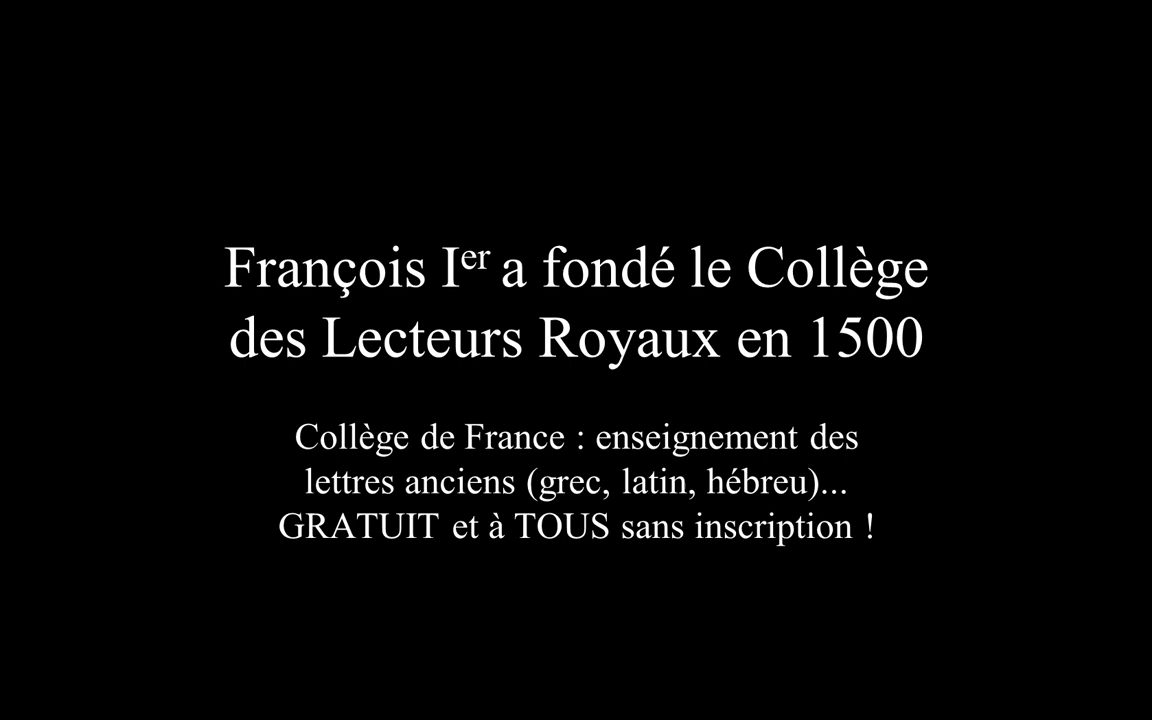 François Ier a fondé le Collège
des Lecteurs Royaux en 1500
Collège de France : enseignement des
lettres anciens (grec, latin, hébreu)...
GRATUIT et à TOUS sans inscription !